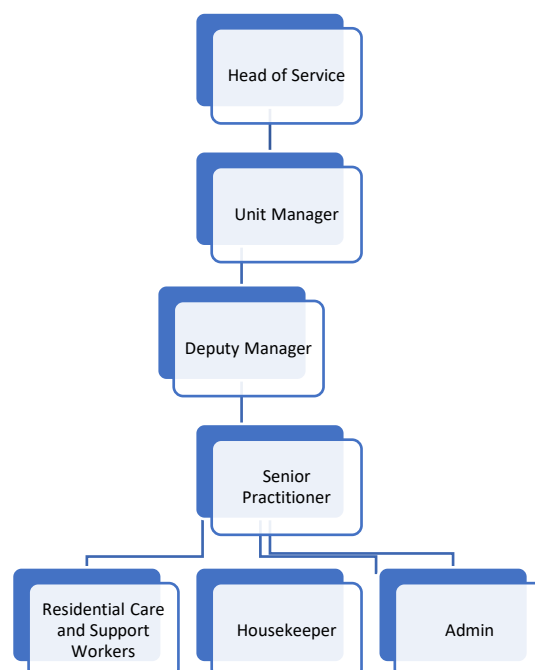 Head of Service
Unit Manager
Deputy Manager
Senior
Practitioner
Residential Care
and Support
Workers
Housekeeper
Admin